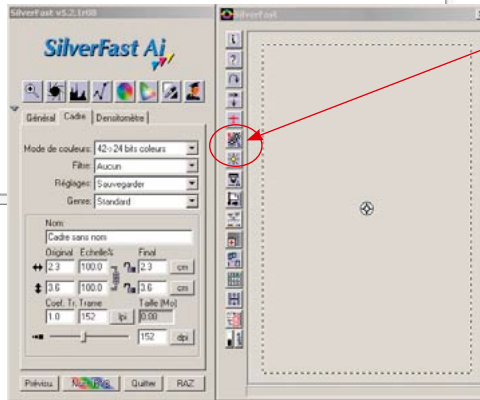 SilverFast v5.2.1r08
SilverFast
SilverFast Ai
Général Cadre Densitomètre
Mode de couleurs: 42->24 bits coleurs
Filtre: Aucun
Réglages: Sauvegarder
Genre: Standard
Nom:
Cadre sans nom
Original Echelle% Final
2.3 100.0 2.3 cm
3.6 100.0 3.6 cm
Coef. Tr. Trame Taille (Mo)
1.0 152 lpi 0.08
152 dpi
Prévisu Quitter RAZ